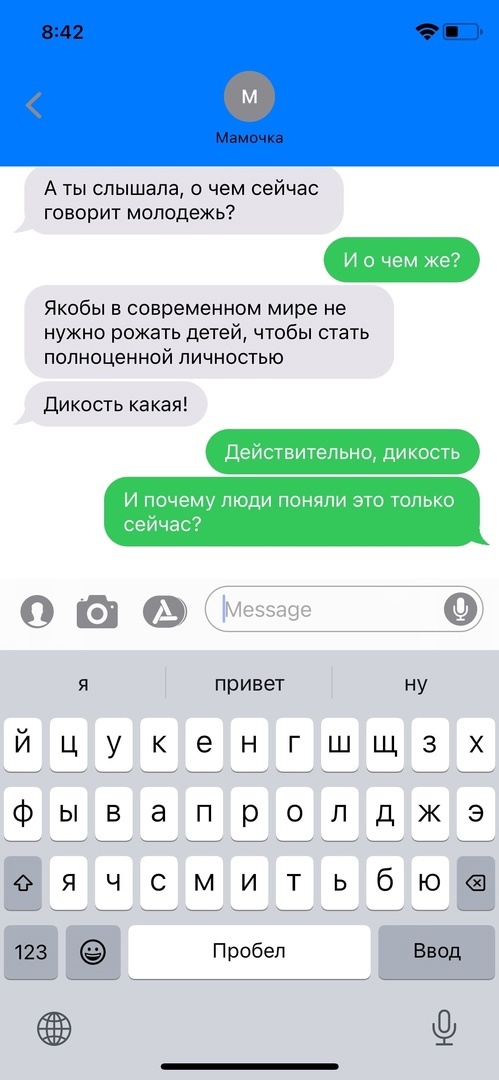 8:42
М
Мамочка
А ты слышала, о чем сейчас
говорит молодежь?
И о чем же?
Якобы в современном мире не
нужно рожать детей, чтобы стать
полноценной личностью
Дикость какая!
Действительно, дикость
И почему люди поняли это только
сейчас?
Message
я привет ну
й ц у к е н г ш щ з х
ф ы в а п р о л д ж э
я ч с м и т ь б ю
123 Пробел Ввод